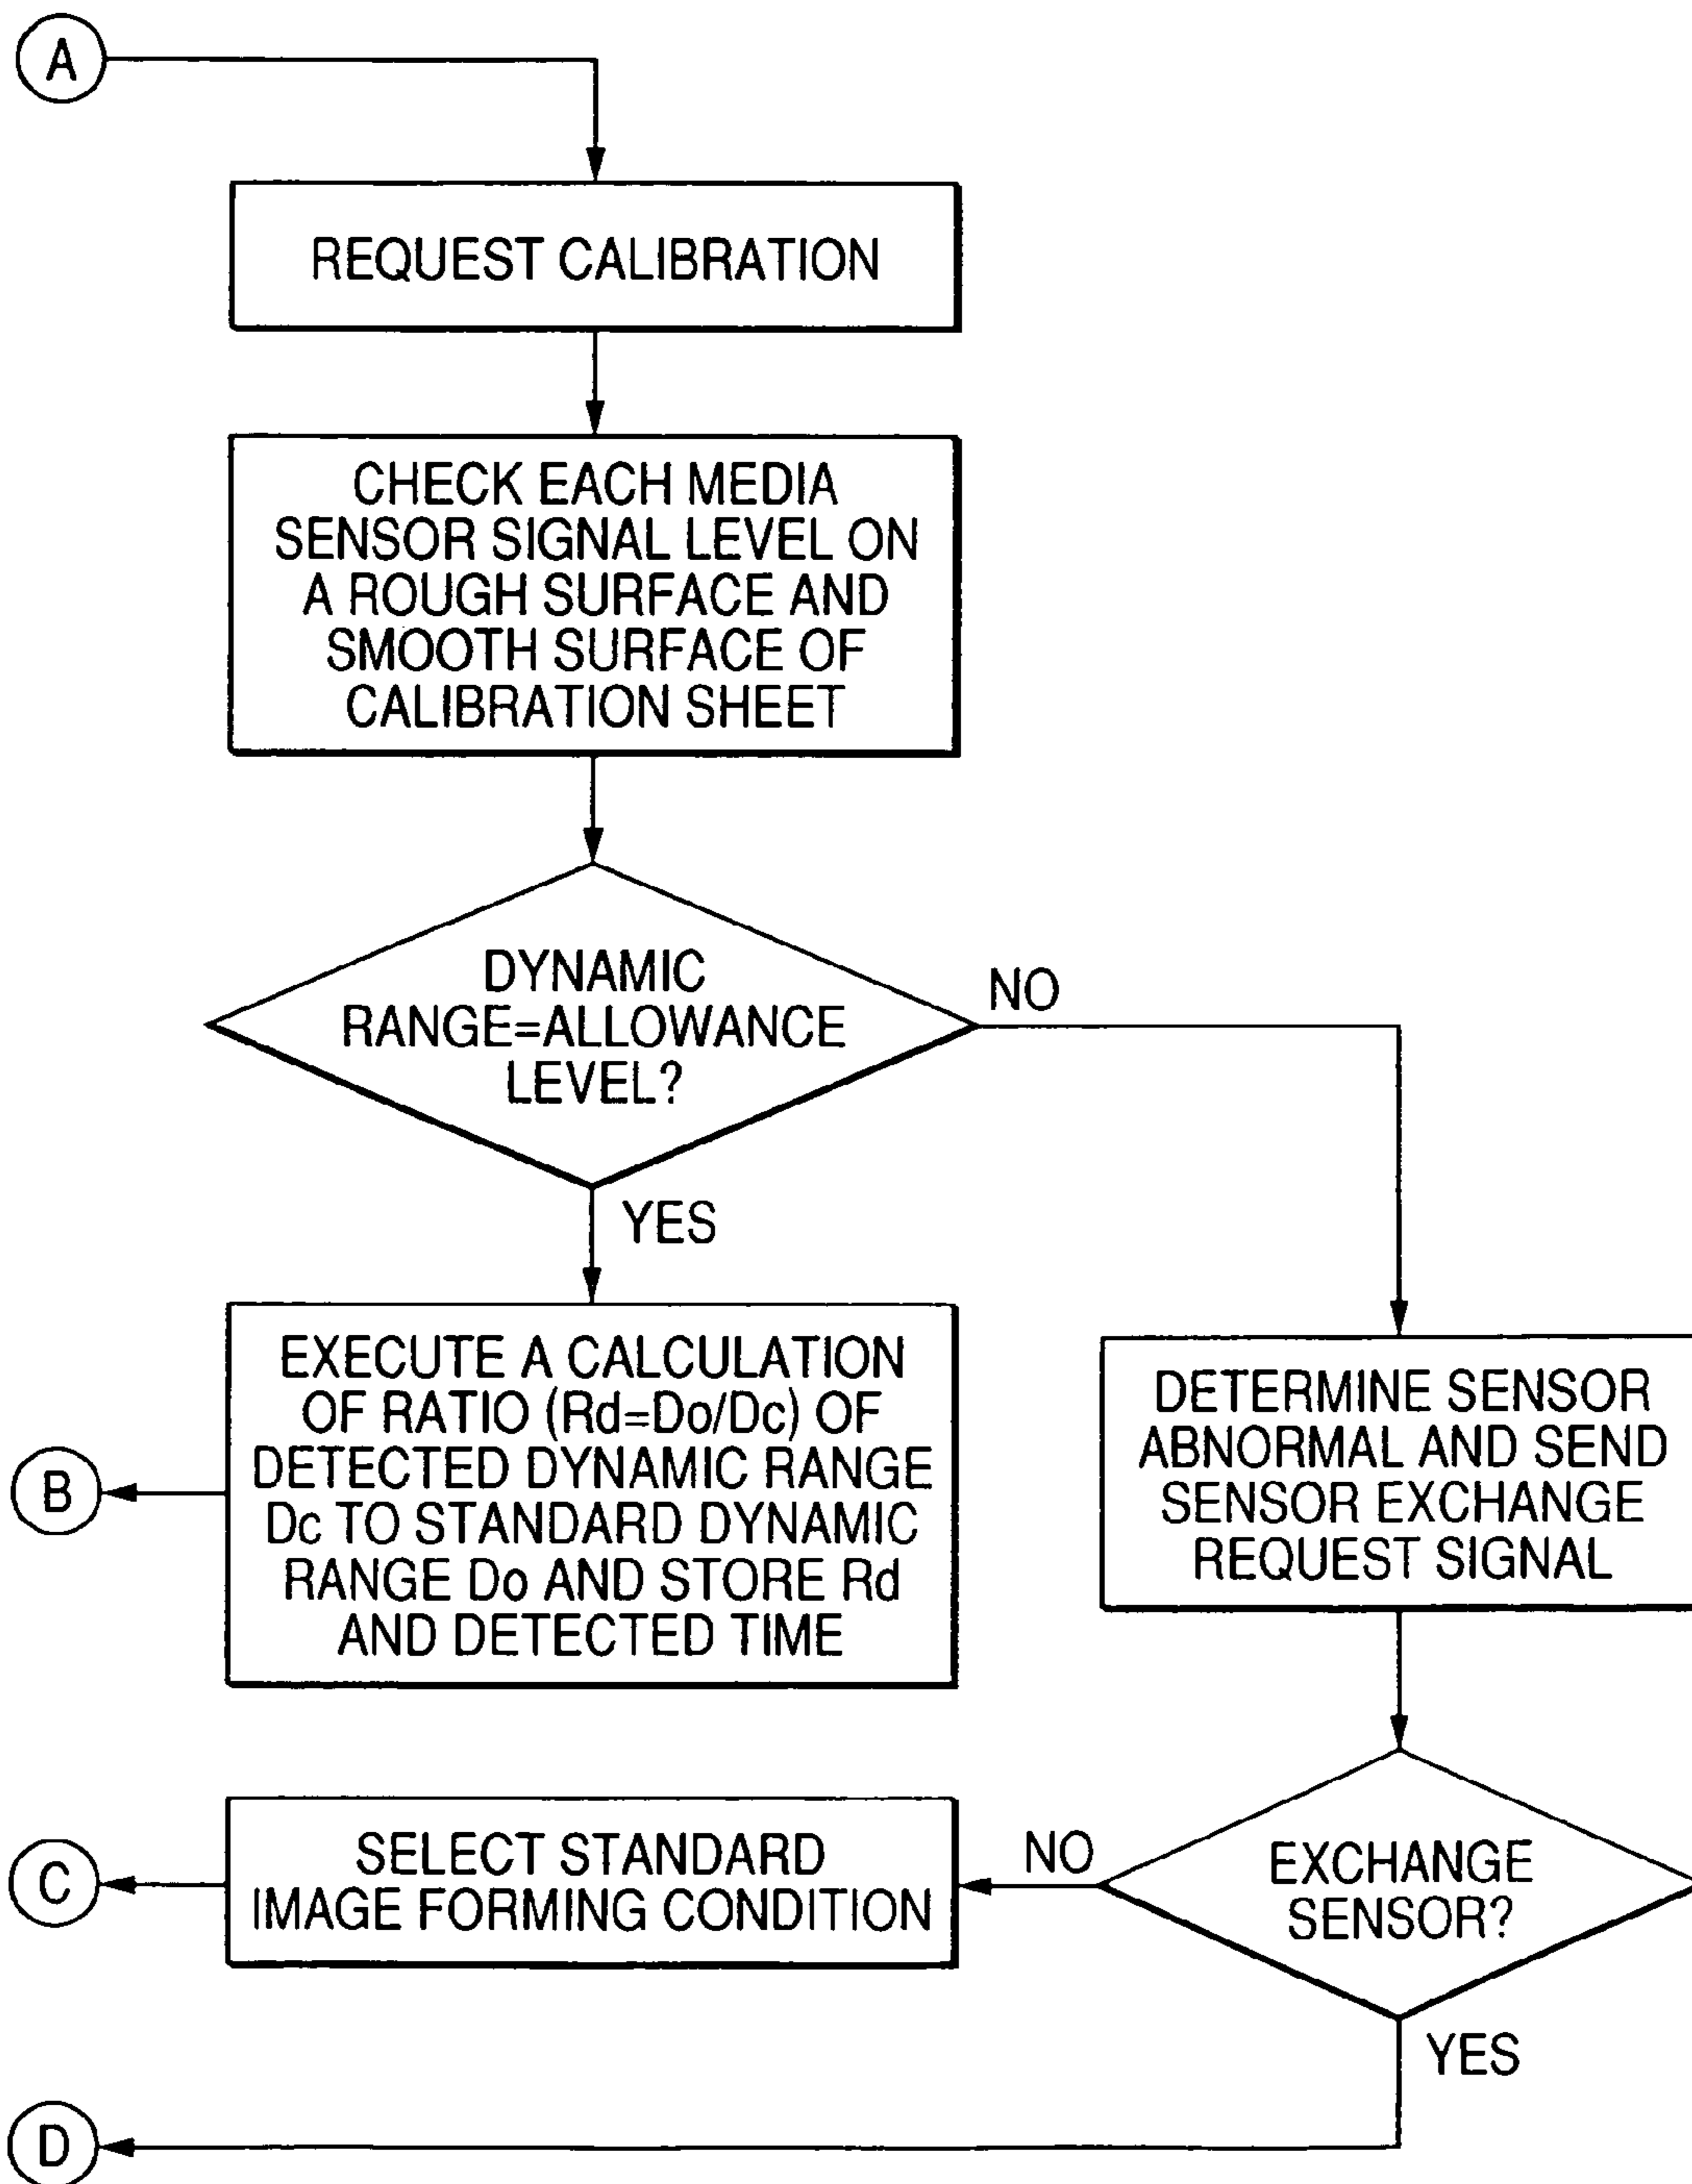 A
REQUEST CALIBRATION
CHECK EACH MEDIA
SENSOR SIGNAL LEVEL ON
A ROUGH SURFACE AND
SMOOTH SURFACE OF
CALIBRATION SHEET
DYNAMIC
RANGE=ALLOWANCE
LEVEL?
NO
YES
EXECUTE A CALCULATION
OF RATIO (Rd=Do/Dc) OF
DETECTED DYNAMIC RANGE
Dc TO STANDARD DYNAMIC
RANGE Do AND STORE Rd
AND DETECTED TIME
B
DETERMINE SENSOR
ABNORMAL AND SEND
SENSOR EXCHANGE
REQUEST SIGNAL
EXCHANGE
SENSOR?
NO
SELECT STANDARD
IMAGE FORMING CONDITION
C
YES
D